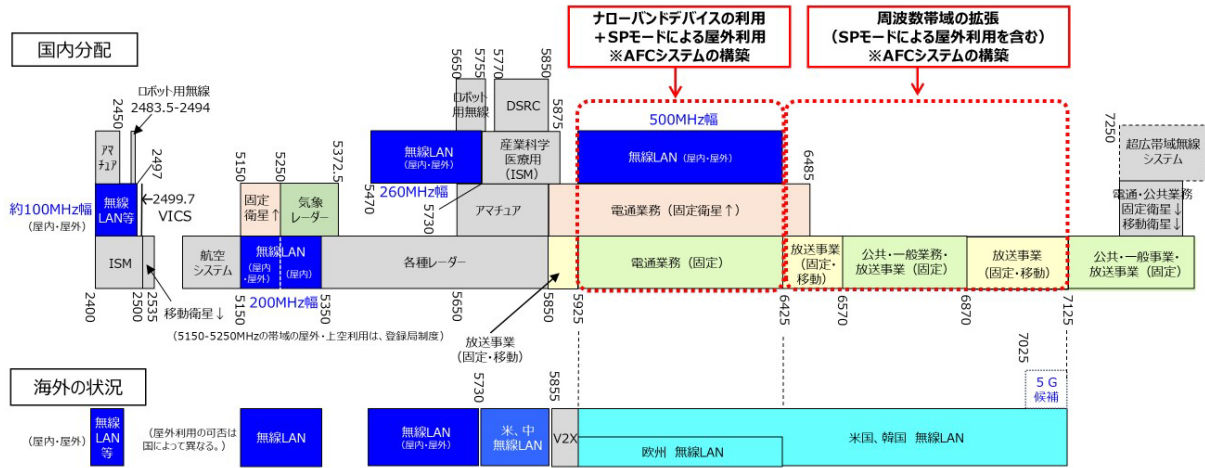 ナローバンドデバイスの利用
＋SPモードによる屋外利用
※AFCシステムの構築
周波数帯域の拡張
（SPモードによる屋外利用を含む）
※AFCシステムの構築
国内分配
ロボット用無線
2483.5-2494
2450
2497
アマ
チュア
約100MHz幅
（屋内・屋外）
無線
LAN等
2499.7
VICS
ISM
2400
2500
2535
移動衛星↓
航空
システム
5150
5250
5372.5
固定
衛星↑
気象
レーダー
無線LAN
（屋内
・屋外）
（屋内）
5150
200MHz幅
5350
（5150-5250MHzの帯域の屋外・上空利用は、登録局制度）
各種レーダー
5470
無線LAN
（屋内・屋外）
260MHz幅
5650
5755
5770
5850
5875
ロボット
用無線
DSRC
産業科学
医療用
（ISM）
5730
アマチュア
5650
5850
5925
放送事業
（固定・移動）
500MHz幅
無線LAN（屋内・屋外）
6485
電通業務（固定衛星↑）
電通業務（固定）
放送事業
（固定・
移動）
公共・一般業務・
放送事業（固定）
放送事業
（固定・移動）
公共・一般事業・
放送事業（固定）
6425
6570
6870
7125
7250
超広帯域無線
システム
電通・公共業務
固定衛星↓
移動衛星↓
海外の状況
（屋内・屋外）
無線
LAN
等
（屋外利用の可否は
国によって異なる。）
無線LAN
無線LAN
（屋内・屋外）
5730
米、中
無線LAN
5855
V2X
欧州 無線LAN
米国、韓国 無線LAN
7025
5G
候補